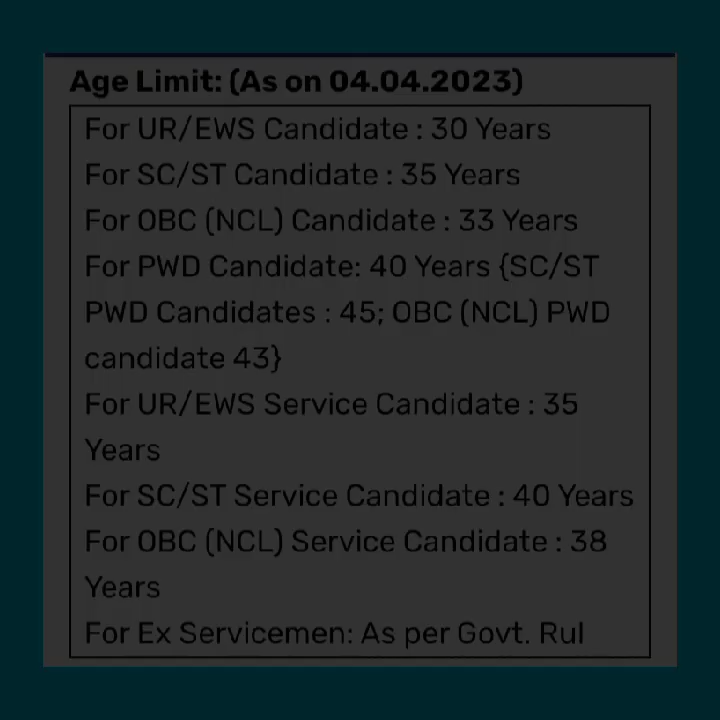 Age Limit: (As on 04.04.2023)
For UR/EWS Candidate : 30 Years
For SC/ST Candidate : 35 Years
For OBC (NCL) Candidate : 33 Years
For PWD Candidate: 40 Years {SC/ST
PWD Candidates : 45; OBC (NCL) PWD
candidate 43}
For UR/EWS Service Candidate : 35
Years
For SC/ST Service Candidate : 40 Years
For OBC (NCL) Service Candidate : 38
Years
For Ex Servicemen: As per Govt. Rul